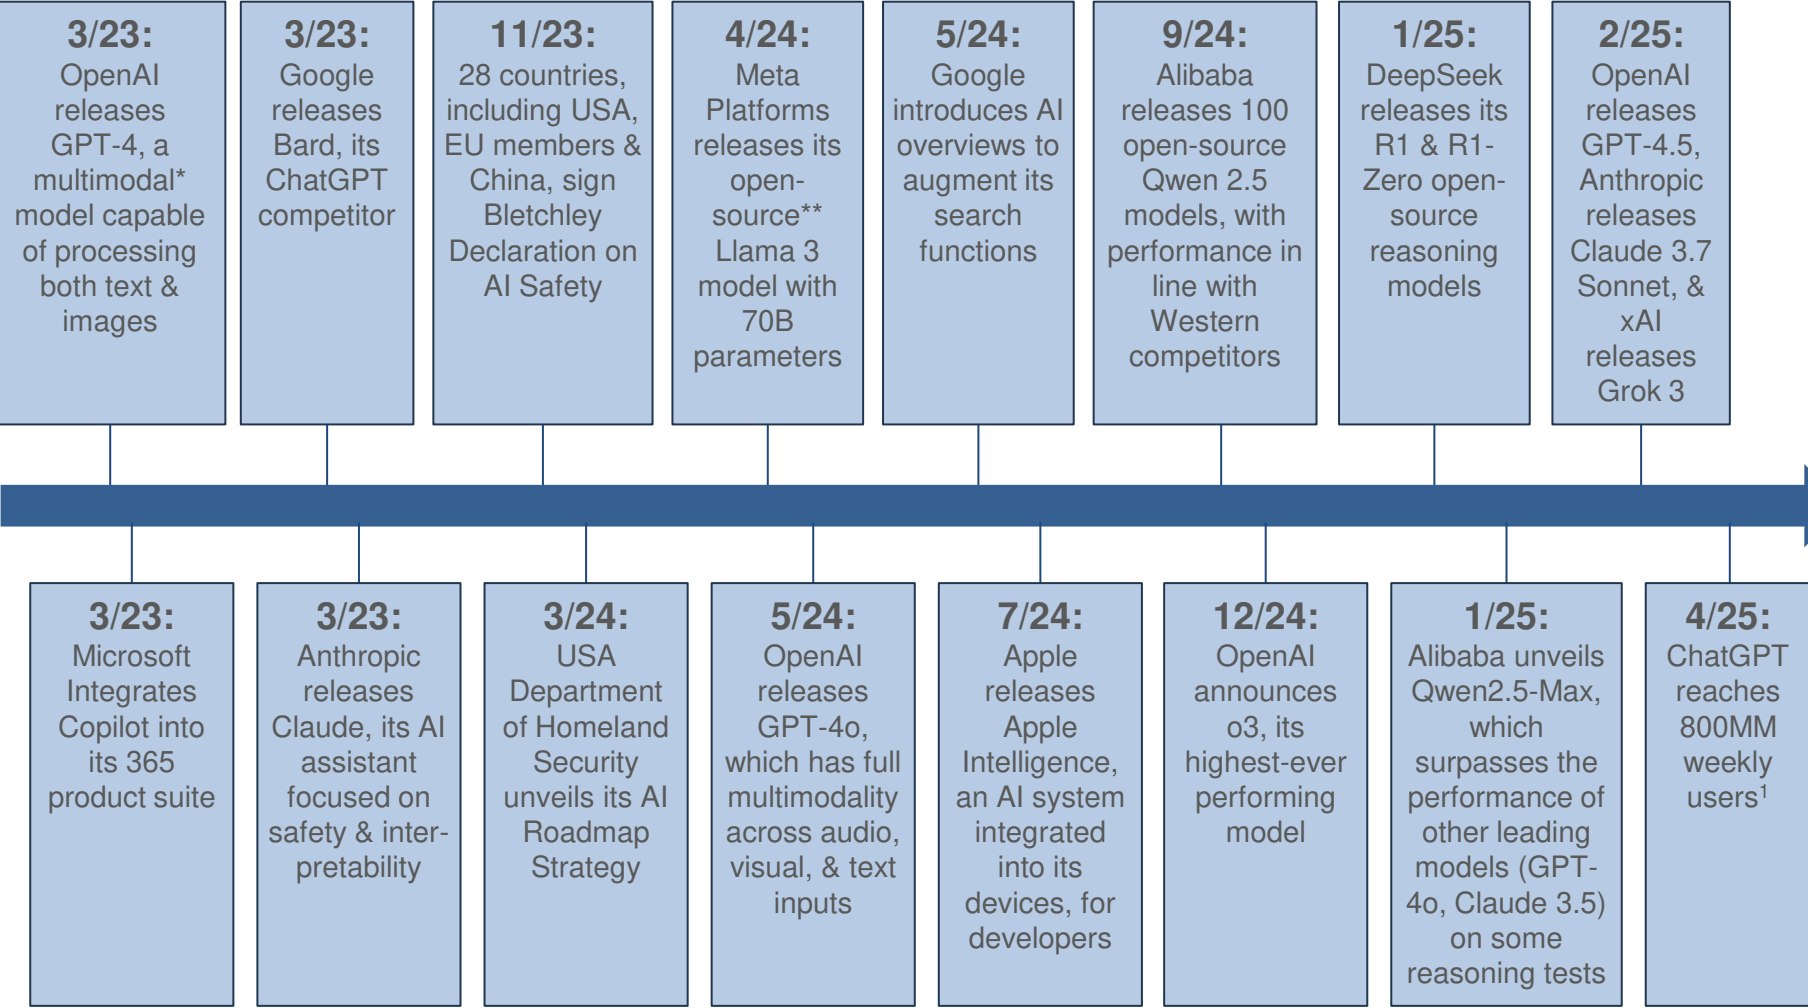 3/23:
OpenAI
releases
GPT-4, a
multimodal*
model capable
of processing
both text &
images
3/23:
Google
releases
Bard, its
ChatGPT
competitor
11/23:
28 countries,
including USA,
EU members &
China, sign
Bletchley
Declaration on
AI Safety
4/24:
Meta
Platforms
releases its
open-
source**
Llama 3
model with
70B
parameters
5/24:
Google
introduces AI
overviews to
augment its
search
functions
9/24:
Alibaba
releases 100
open-source
Qwen 2.5
models, with
performance in
line with
Western
competitors
1/25:
DeepSeek
releases its
R1 & R1-
Zero open-
source
reasoning
models
2/25:
OpenAI
releases
GPT-4.5,
Anthropic
releases
Claude 3.7
Sonnet, &
xAI
releases
Grok 3
3/23:
Microsoft
Integrates
Copilot into
its 365
product suite
3/23:
Anthropic
releases
Claude, its AI
assistant
focused on
safety & inter-
pretability
3/24:
USA
Department
of Homeland
Security
unveils its AI
Roadmap
Strategy
5/24:
OpenAI
releases
GPT-4o,
which has full
multimodality
across audio,
visual, & text
inputs
7/24:
Apple
releases
Apple
Intelligence,
an AI system
integrated
into its
devices, for
developers
12/24:
OpenAI
announces
o3, its
highest-ever
performing
model
1/25:
Alibaba unveils
Qwen2.5-Max,
which
surpasses the
performance of
other leading
models (GPT-
4o, Claude 3.5)
on some
reasoning tests
4/25:
ChatGPT
reaches
800MM
weekly
users¹